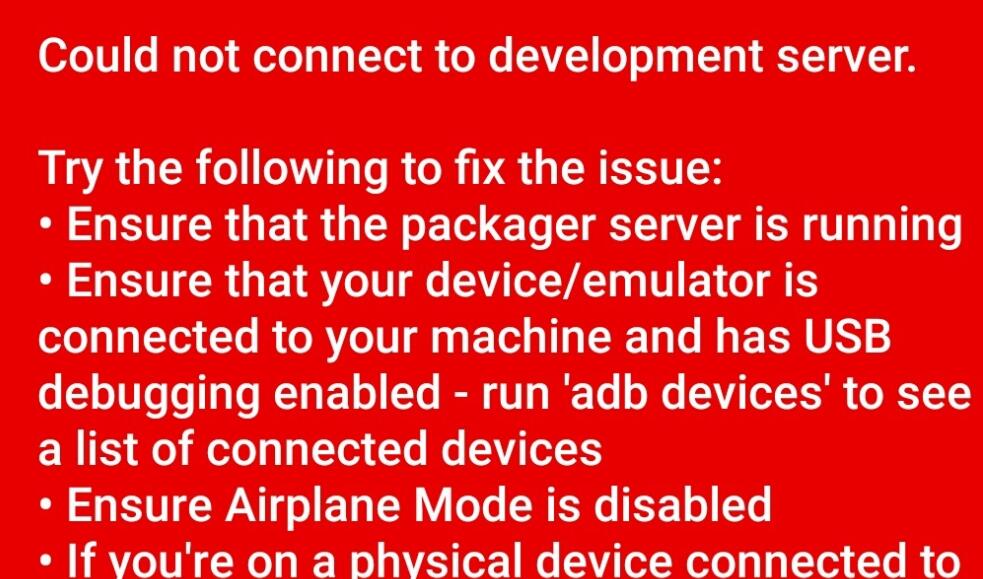 Could not connect to development server.
Try the following to fix the issue:
• Ensure that the packager server is running
• Ensure that your device/emulator is
connected to your machine and has USB
debugging enabled - run 'adb devices' to see
a list of connected devices
• Ensure Airplane Mode is disabled
• If you're on a physical device connected to